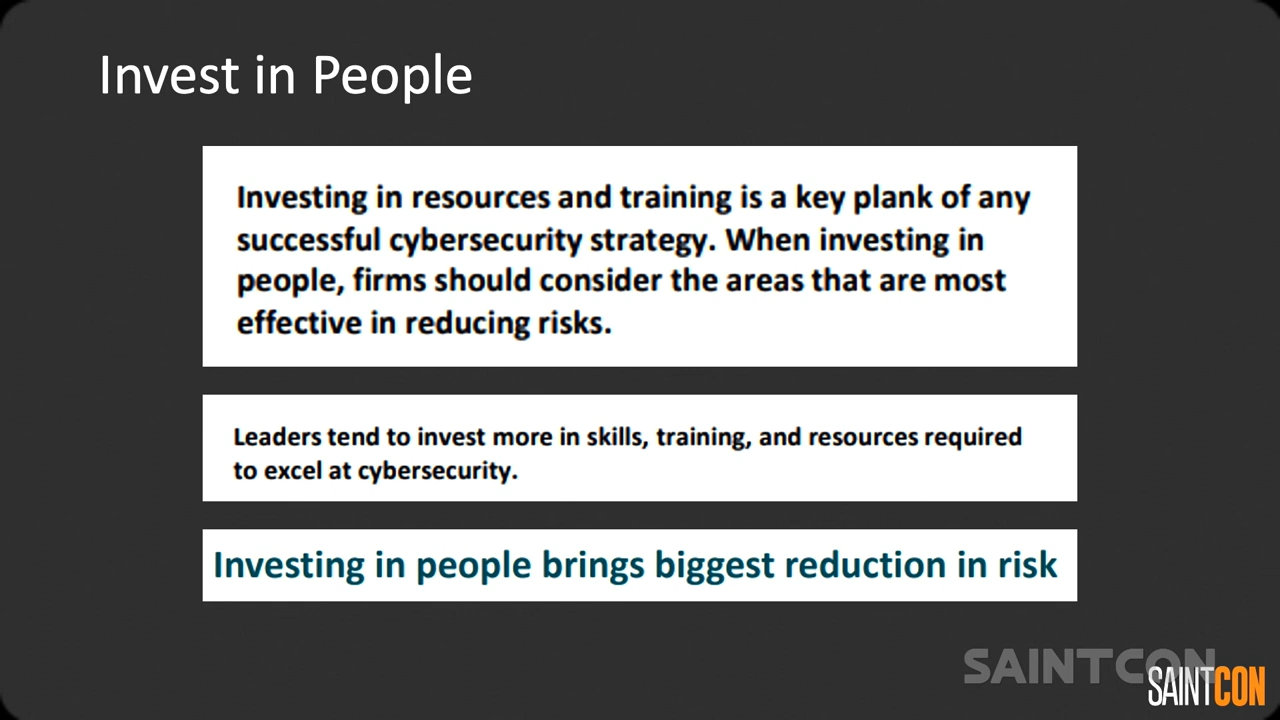 Invest in People
Investing in resources and training is a key plank of any
successful cybersecurity strategy. When investing in
people, firms should consider the areas that are most
effective in reducing risks.
Leaders tend to invest more in skills, training, and resources required
to excel at cybersecurity.
Investing in people brings biggest reduction in risk
SAINTCON
SAINTCON